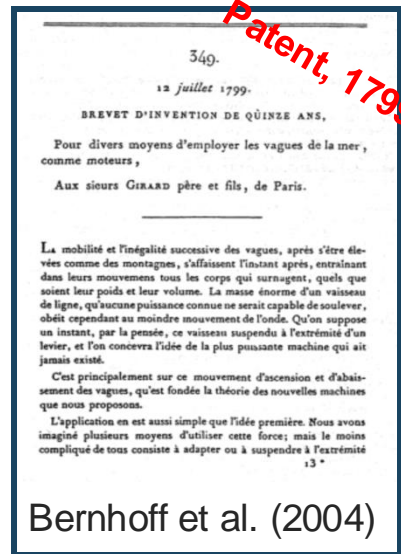 Patent, 1799
349.
12 juillet 1799.
BREVET D'INVENTION DE QÙINZE ANS,
Pour divers moyens d'employer les vagues de la mer,
comme moteurs,
Aux sieurs GIRARD père et fils, de Paris.
LA mobilité et l'inégalité successive des vagues, après s'être éle-
vées comme des montagnes, s'affaissent l'instant après, entraînant
dans leurs mouvemens tous les corps qui surnagent, quels que
soient leur poids et leur volume. La masse énorme d'un vaisseau
de ligne, qu'aucune puissance connue ne serait capable de soulever,
obéit cependant au moindre mouvement de l'onde. Qu'on suppose
un instant, par la pensée, ce vaisseau suspendu à l'extrémité d'un
levier, et l'on concevra l'idée de la plus puissante machine qui ait
jamais existé.
C'est principalement sur ce mouvement d'ascension et d'abais-
sement des vagues, qu'est fondée la théorie des nouvelles machines
que nous proposons.
L'application en est aussi simple que l'idée première. Nous avons
imaginé plusieurs moyens d'utiliser cette force; mais le moins
compliqué de tous consiste à adapter ou à suspendre à l'extrémité
13 *
Bernhoff et al. (2004)